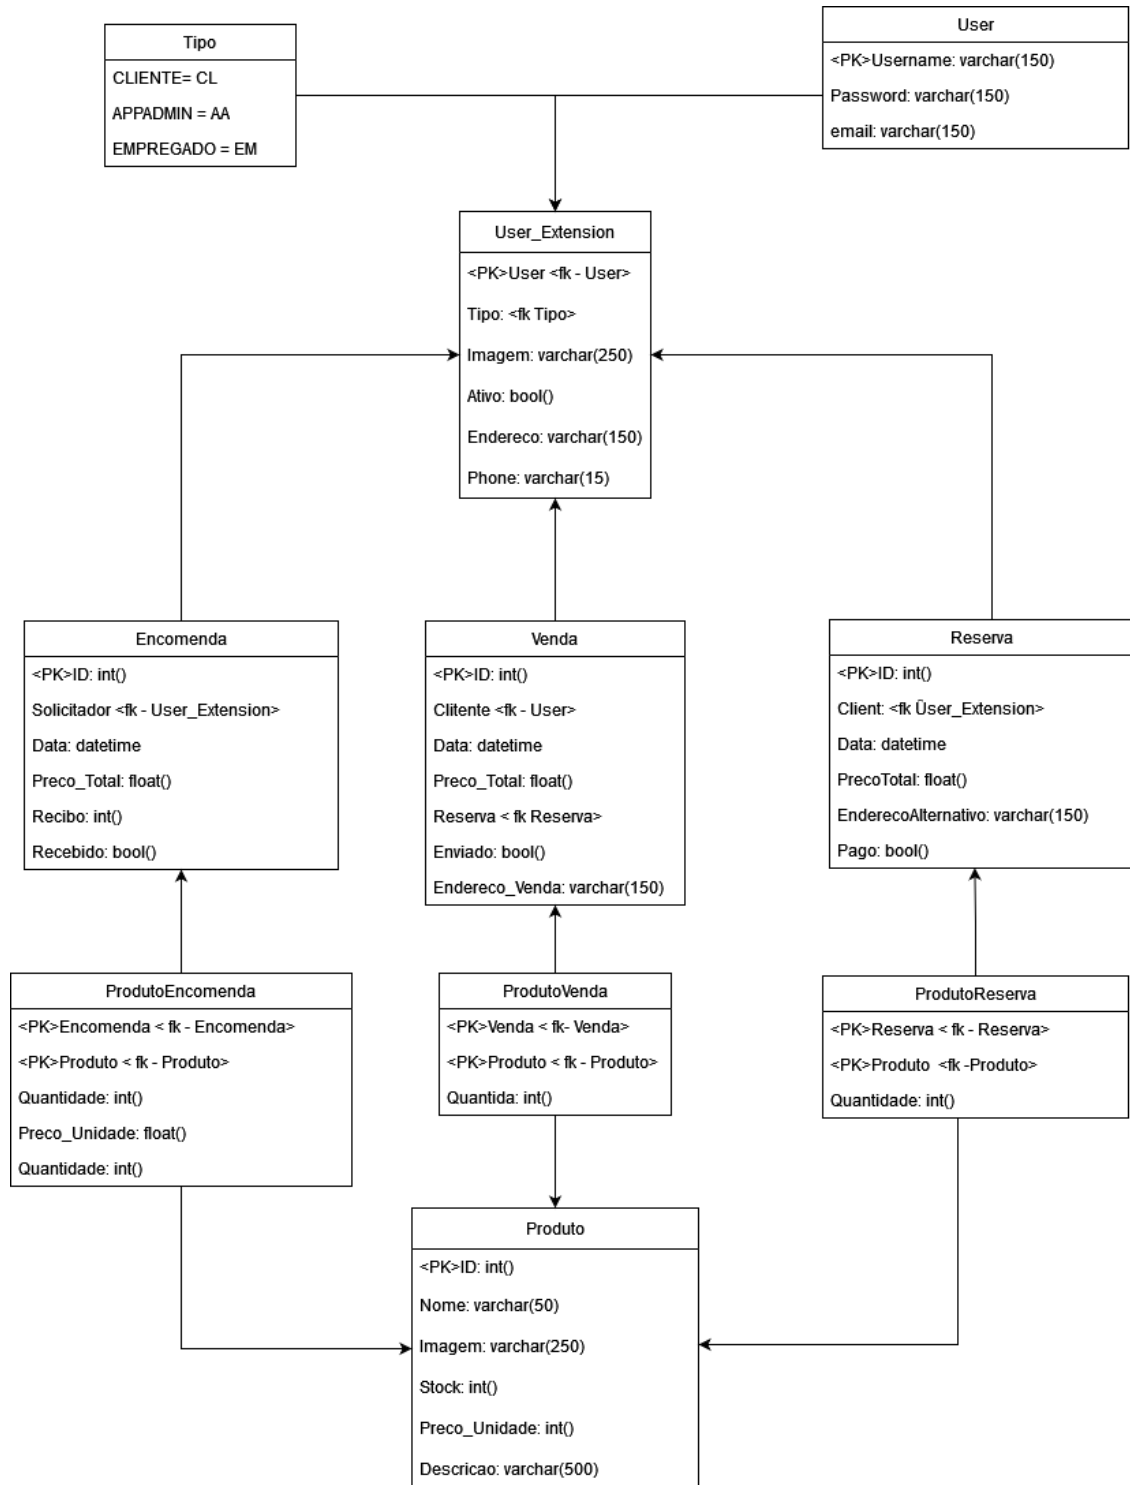 Tipo
CLIENTE= CL
APPADMIN = AA
EMPREGADO = EM
User
<PK>Username: varchar(150)
Password: varchar(150)
email: varchar(150)
User_Extension
<PK>User <fk - User>
Tipo: <fk Tipo>
Imagem: varchar(250)
Ativo: bool()
Endereco: varchar(150)
Phone: varchar(15)
Encomenda
<PK>ID: int()
Solicitador <fk - User_Extension>
Data: datetime
Preco_Total: float()
Recibo: int()
Recebido: bool()
Venda
<PK>ID: int()
Clitente <fk - User>
Data: datetime
Preco_Total: float()
Reserva < fk Reserva>
Enviado: bool()
Endereco_Venda: varchar(150)
Reserva
<PK>ID: int()
Client: <fk Üser_Extension>
Data: datetime
PrecoTotal: float()
EnderecoAlternativo: varchar(150)
Pago: bool()
ProdutoEncomenda
<PK>Encomenda < fk - Encomenda>
<PK>Produto < fk - Produto>
Quantidade: int()
Preco_Unidade: float()
Quantidade: int()
ProdutoVenda
<PK>Venda < fk- Venda>
<PK>Produto < fk - Produto>
Quantida: int()
ProdutoReserva
<PK>Reserva < fk - Reserva>
<PK>Produto  <fk -Produto>
Quantidade: int()
Produto
<PK>ID: int()
Nome: varchar(50)
Imagem: varchar(250)
Stock: int()
Preco_Unidade: int()
Descricao: varchar(500)